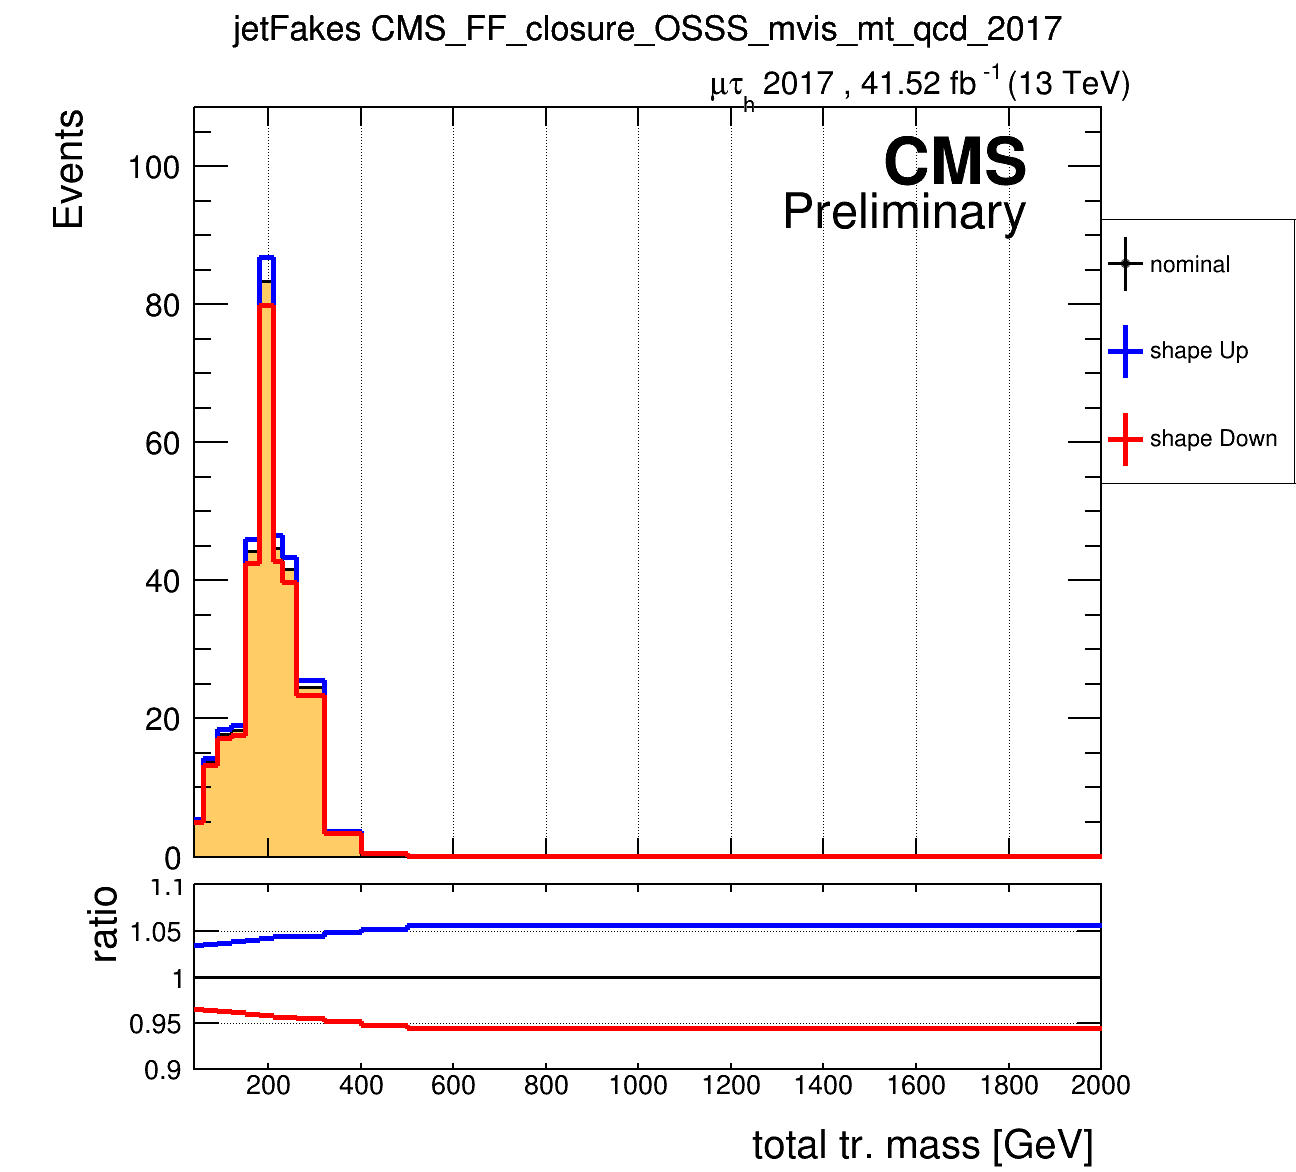 jetFakes CMS_FF_closure_OSSS_mvis_mt_qcd_2017
μτh 2017 , 41.52 fb-1 (13 TeV)
Events
CMS
Preliminary
100
80
60
40
20
0
nominal
shape Up
shape Down
ratio
1.1
1.05
1
0.95
0.9
200 400 600 800 1000 1200 1400 1600 1800 2000
total tr. mass [GeV]